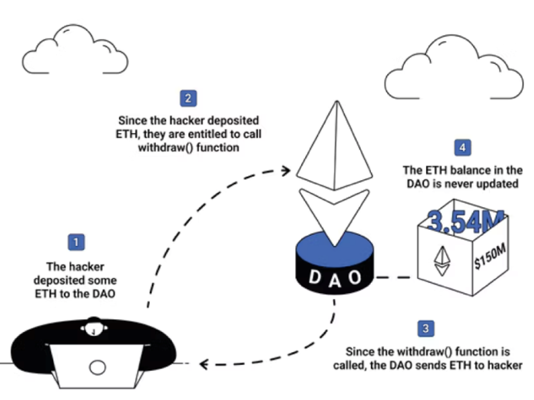 1
The hacker
deposited some
ETH to the DAO
2
Since the hacker deposited
ETH, they are entitled to call
withdraw() function
DAO
3
Since the withdraw() function is
called, the DAO sends ETH to hacker
4
The ETH balance in the
DAO is never updated
3.54M
$150M